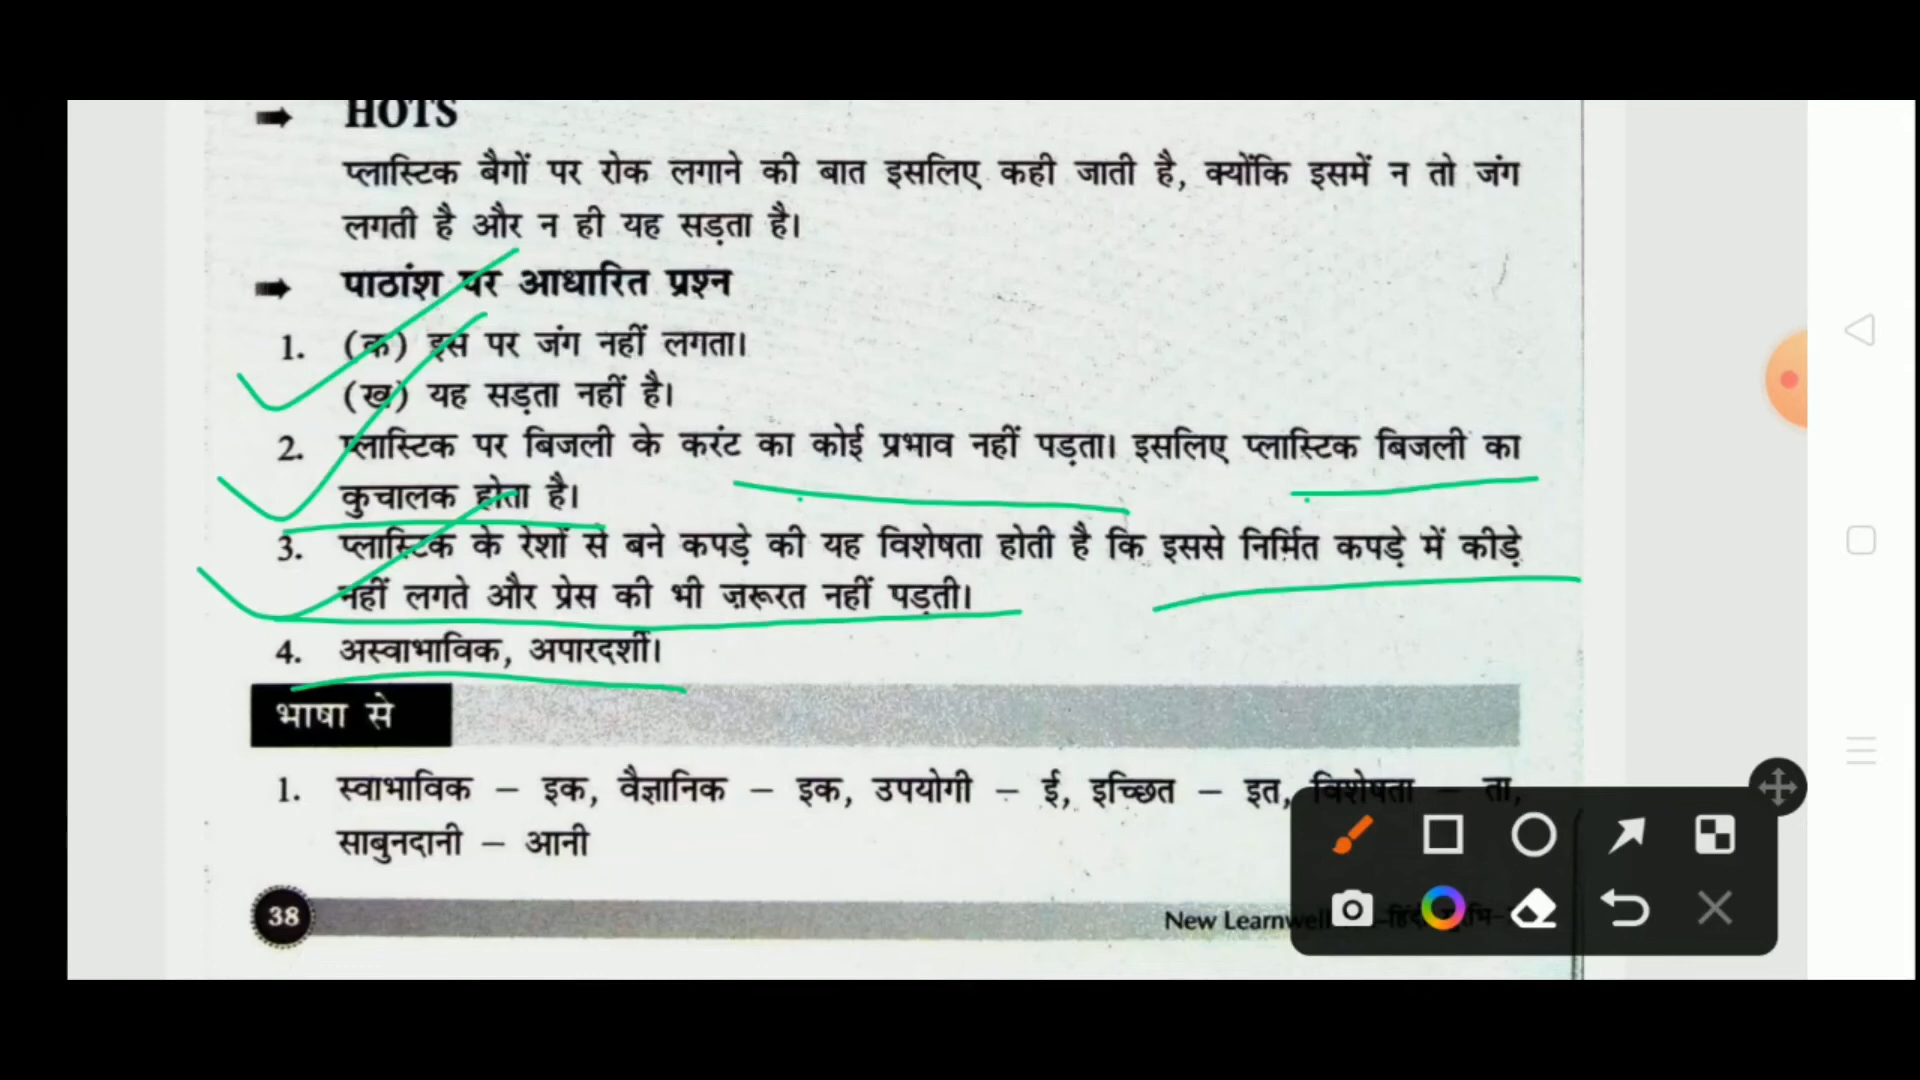 HOTS
प्लास्टिक बैगों पर रोक लगाने की बात इसलिए कही जाती है, क्योंकि इसमें न तो जंग
लगती है और न ही यह सड़ता है।
पाठांश पर आधारित प्रश्न
1. (क) इस पर जंग नहीं लगता।
(ख) यह सड़ता नहीं है।
2. प्लास्टिक पर बिजली के करंट का कोई प्रभाव नहीं पड़ता। इसलिए प्लास्टिक बिजली का
कुचालक होता है।
3. प्लास्टिक के रेशों से बने कपड़े की यह विशेषता होती है कि इससे निर्मित कपड़े में कीड़े
नहीं लगते और प्रेस की भी ज़रूरत नहीं पड़ती।
4. अस्वाभाविक, अपारदर्शी।
भाषा से
1. स्वाभाविक – इक, वैज्ञानिक – इक, उपयोगी – ई, इच्छित – इत, विशेषता – ता,
साबुनदानी – आनी
38
New Learnwell